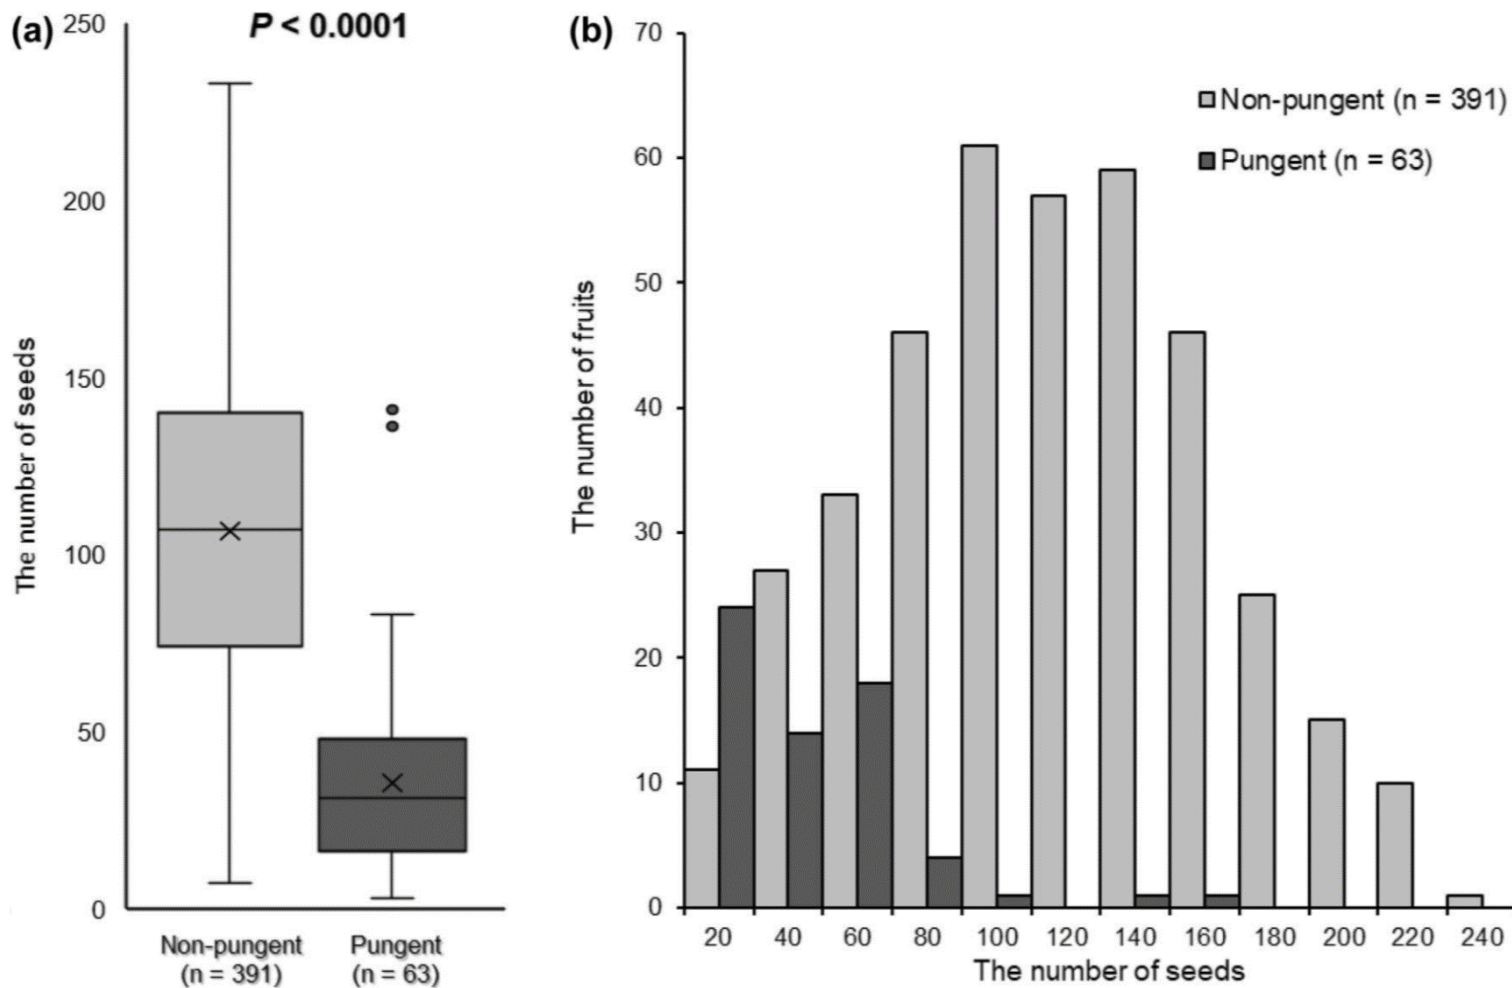 (a)
P < 0.0001
250
200
150
100
50
0
The number of seeds
Non-pungent
(n = 391)
Pungent
(n = 63)
(b)
70
60
50
40
30
20
10
0
The number of fruits
Non-pungent (n = 391)
Pungent (n = 63)
20 40 60 80 100 120 140 160 180 200 220 240
The number of seeds